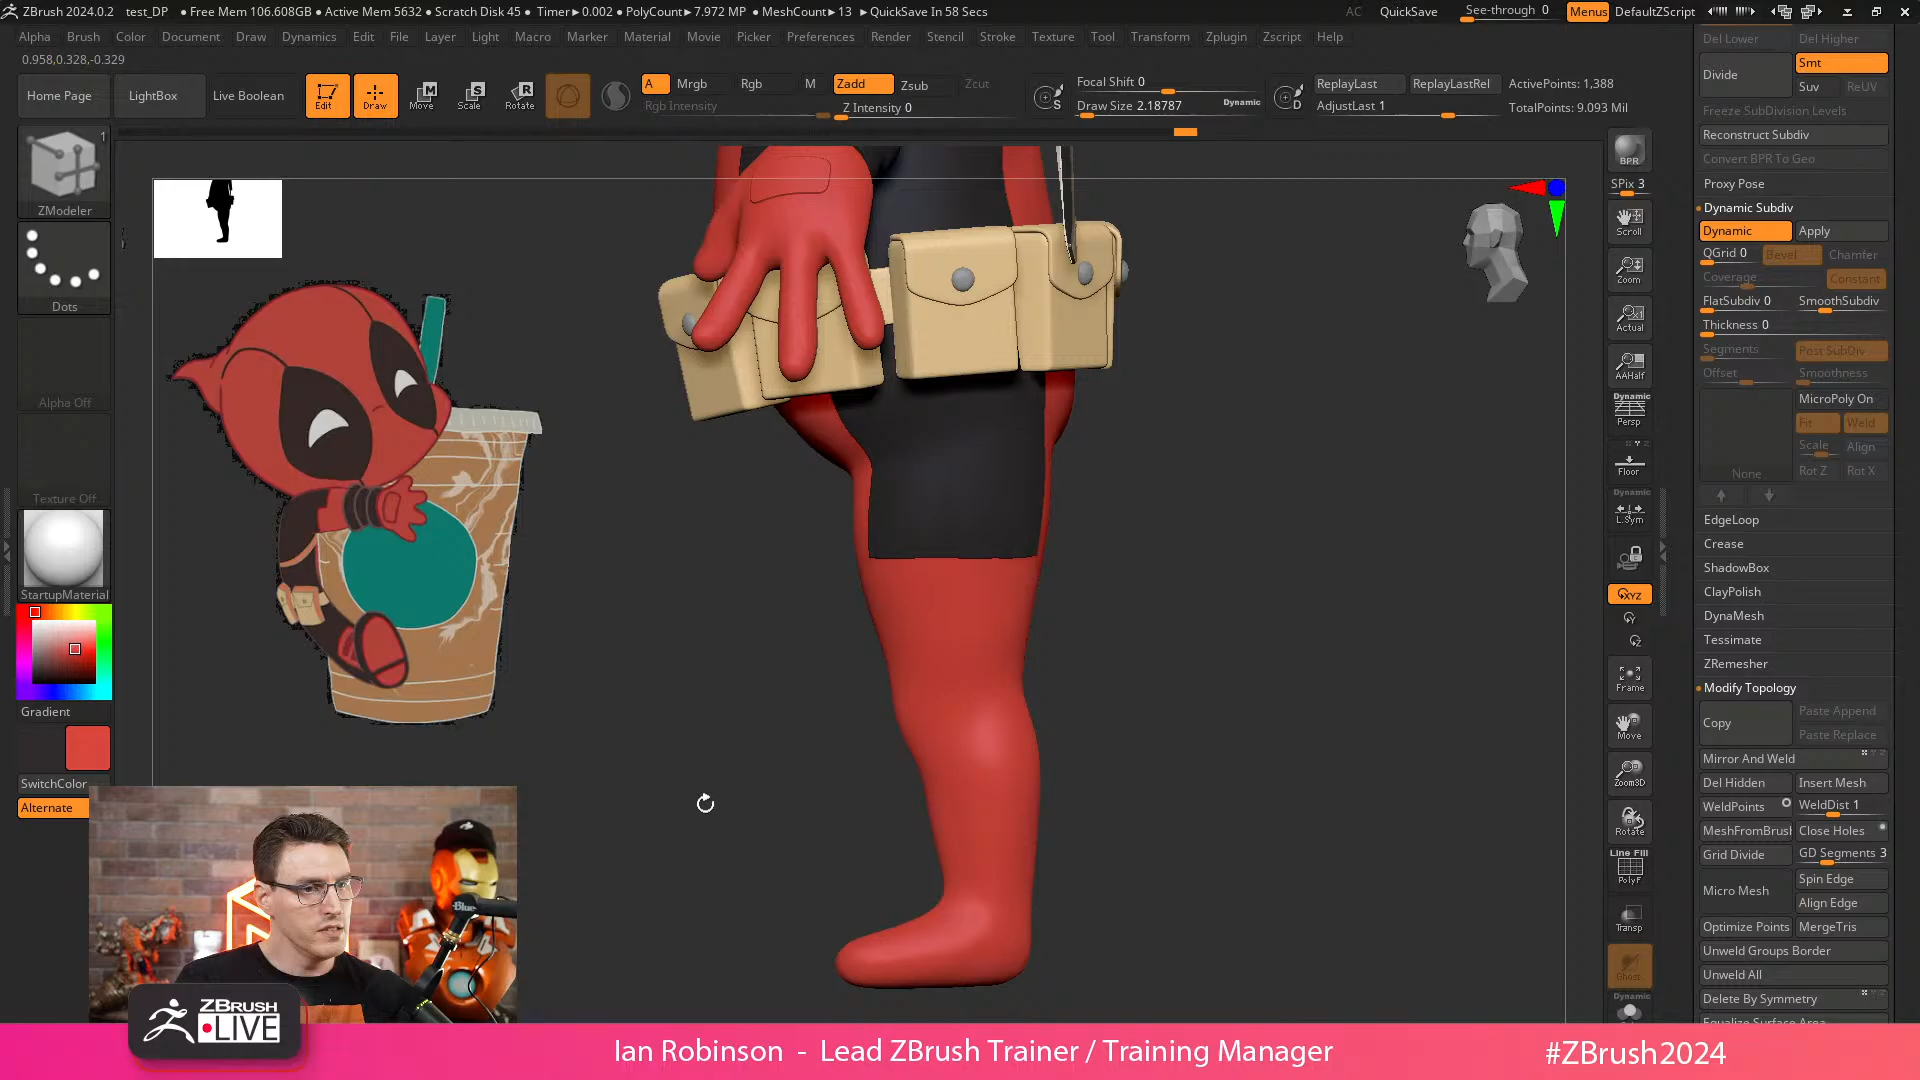 ZBrush 2024.0.2 test_DP ● Free Mem 106.608GB ● Active Mem 5632 ● Scratch Disk 45 ● Timer▸0.002 ● PolyCount▸7.972 MP ● MeshCount▸13 ▸QuickSave In 58 Secs AC QuickSave See-through 0 Menus DefaultZScript
Alpha Brush Color Document Draw Dynamics Edit File Layer Light Macro Marker Material Movie Picker Preferences Render Stencil Stroke Texture Tool Transform Zplugin Zscript Help
0.958,0.328,-0.329
Home Page LightBox Live Boolean Edit Draw Move Scale Rotate
A Mrgb Rgb M Zadd Zsub Zcut
Rgb Intensity Z Intensity 0
Focal Shift 0
Draw Size 2.18787 Dynamic
ReplayLast ReplayLastRel ActivePoints: 1,388
AdjustLast 1 TotalPoints: 9.093 Mil
1
ZModeler
Dots
Alpha Off
Texture Off
StartupMaterial
Gradient
SwitchColor
Alternate
BPR
SPix 3
Scroll
Zoom
Actual
AAHalf
Dynamic
Persp
Floor
Dynamic
L.Sym
XYZ
Frame
Move
Zoom3D
Rotate
Line Fill
PolyF
Transp
Ghost
Dynamic
Del Lower Del Higher
Divide Smt
Suv ReUV
Freeze SubDivision Levels
Reconstruct Subdiv
Convert BPR To Geo
Proxy Pose
Dynamic Subdiv
Dynamic Apply
QGrid 0 Bevel Chamfer
Coverage Constant
FlatSubdiv 0 SmoothSubdiv
Thickness 0
Segments Post SubDiv
Offset Smoothness
MicroPoly On
Fit Weld
Scale Align
None Rot Z Rot X
EdgeLoop
Crease
ShadowBox
ClayPolish
DynaMesh
Tessimate
ZRemesher
Modify Topology
Copy Paste Append
Paste Replace
Mirror And Weld
Del Hidden Insert Mesh
WeldPoints WeldDist 1
MeshFromBrush Close Holes
Grid Divide GD Segments 3
Micro Mesh Spin Edge
Align Edge
Optimize Points MergeTris
Unweld Groups Border
Unweld All
Delete By Symmetry
Equalize Surface Area
Blue
ZBRUSH
LIVE
Ian Robinson - Lead ZBrush Trainer / Training Manager
#ZBrush2024